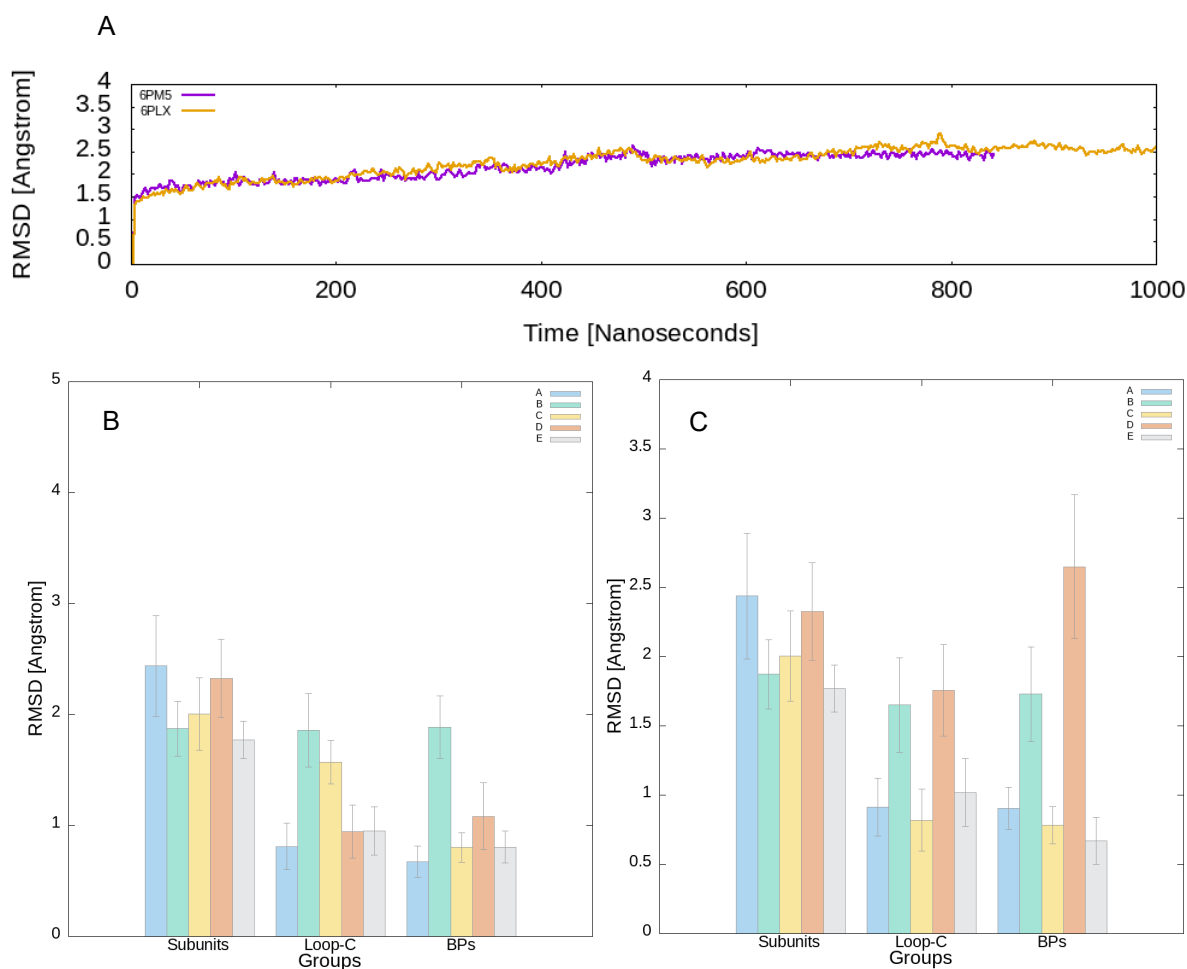 A
RMSD [Angstrom]
4
3.5
3
2.5
2
1.5
1
0.5
0
6PM5
6PLX
0 200 400 600 800 1000
Time [Nanoseconds]
B
RMSD [Angstrom]
5
4
3
2
1
0
A
B
C
D
E
Subunits Loop-C BPs
Groups
C
RMSD [Angstrom]
4
3.5
3
2.5
2
1.5
1
0.5
0
A
B
C
D
E
Subunits Loop-C BPs
Groups